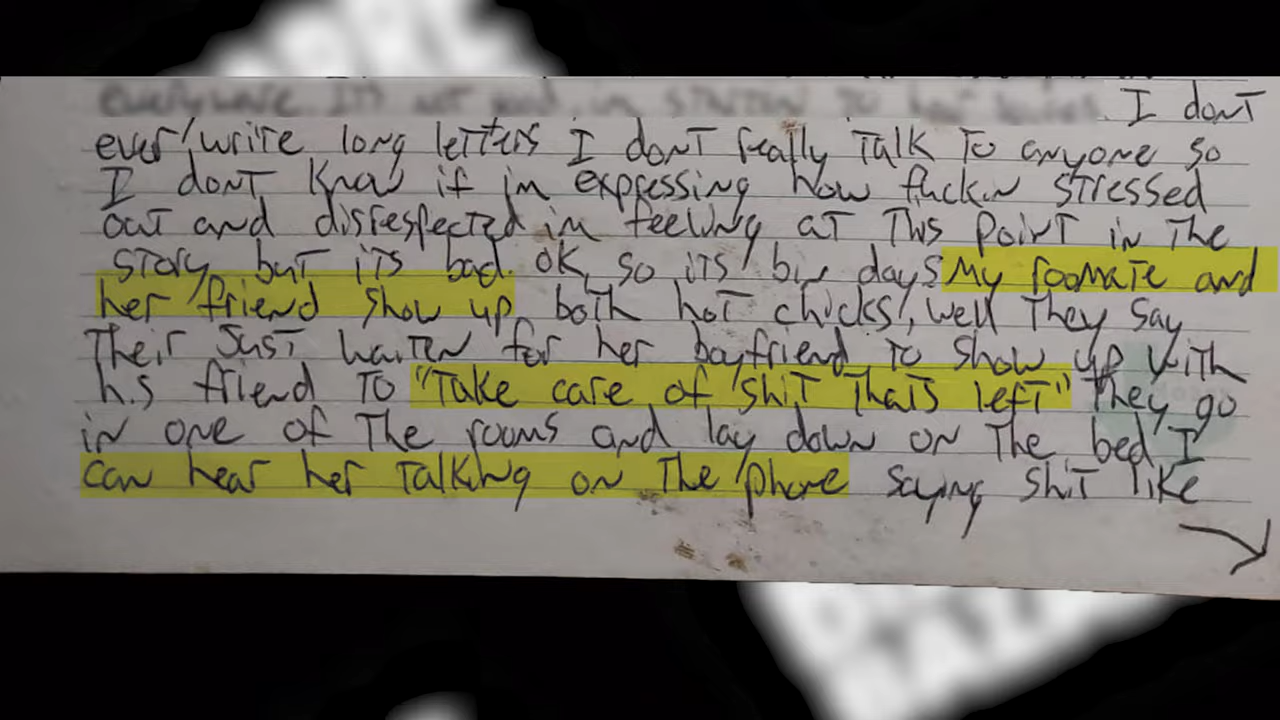 I dont
ever write long letters I dont really talk to anyone so
I dont know if im expressing how fuckin stressed
out and disrespected im feeling at this point in the
story but its bad. OK, so its bin days My roomate and
her friend show up, both hot chicks!, well they say
Their just waiten for her boyfriend to show up with
his friend to "Take care of shit thats left" They go
in one of the rooms and lay down on the bed I
can hear her talking on the phone saying shit like